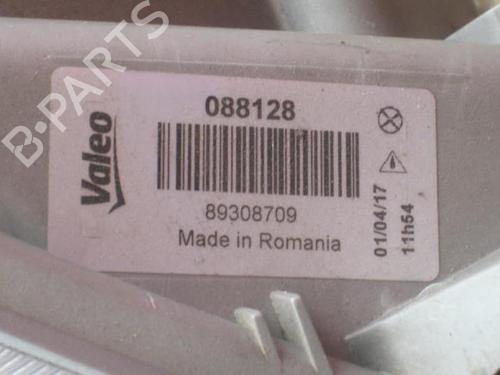 B-PARTS
Valeo
088128
89308709
Made in Romania
01/04/17
11h54